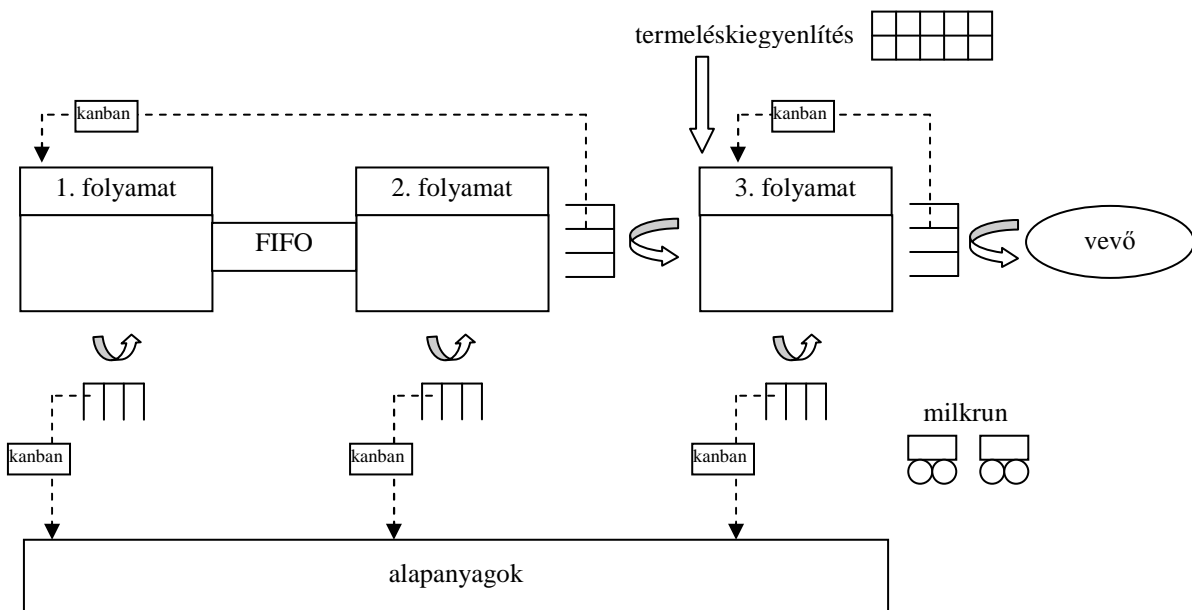 termeléskiegyenlítés
kanban
kanban
1. folyamat
2. folyamat
3. folyamat
FIFO
vevő
milkrun
kanban
kanban
kanban
alapanyagok